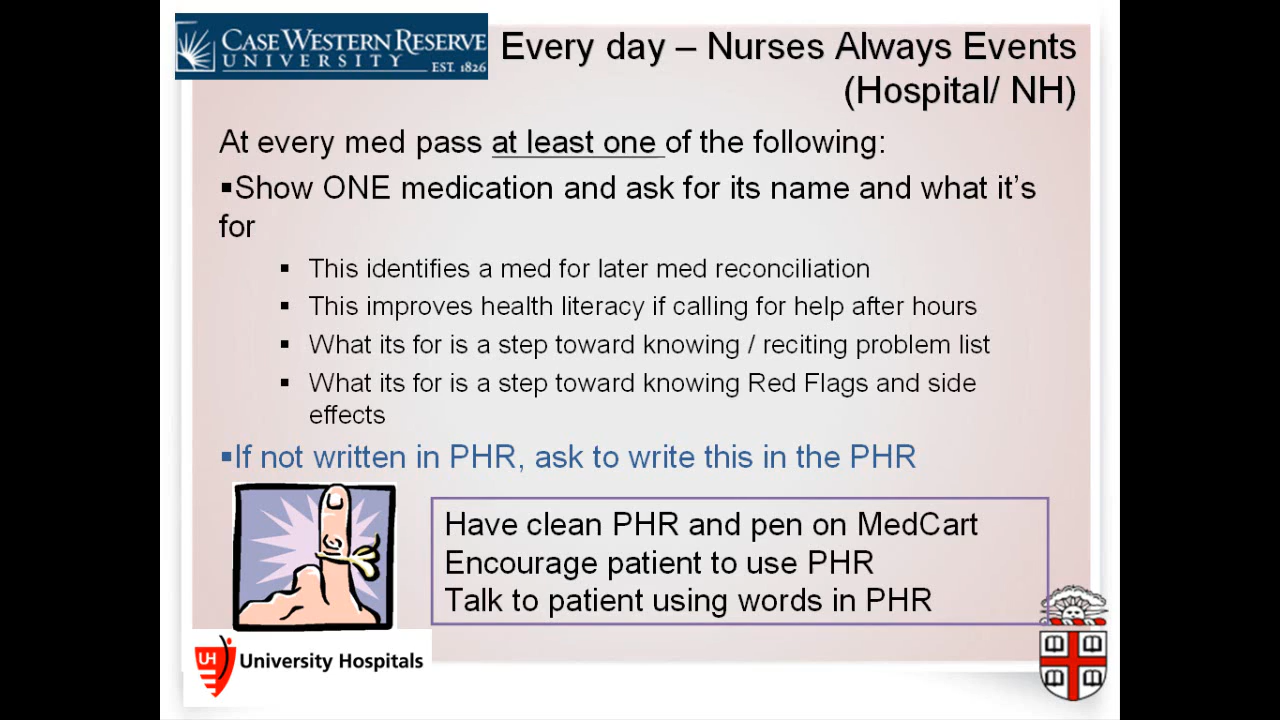 CASE WESTERN RESERVE
UNIVERSITY
EST. 1826
Every day – Nurses Always Events
(Hospital/ NH)
At every med pass at least one of the following:
▪Show ONE medication and ask for its name and what it's
for
▪ This identifies a med for later med reconciliation
▪ This improves health literacy if calling for help after hours
▪ What its for is a step toward knowing / reciting problem list
▪ What its for is a step toward knowing Red Flags and side
effects
▪If not written in PHR, ask to write this in the PHR
Have clean PHR and pen on MedCart
Encourage patient to use PHR
Talk to patient using words in PHR
UH University Hospitals